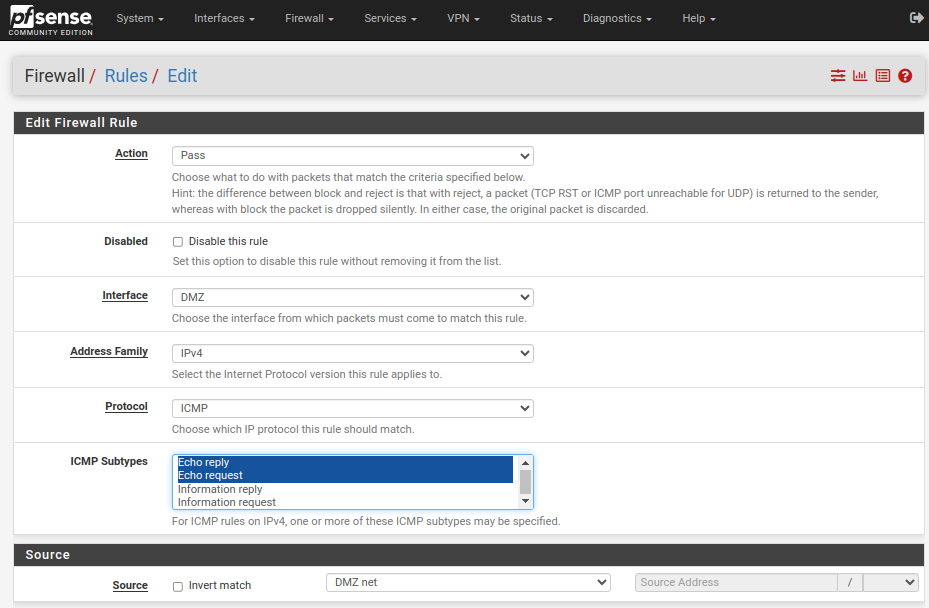 pfsense
COMMUNITY EDITION
System
Interfaces
Firewall
Services
VPN
Status
Diagnostics
Help
Firewall / Rules / Edit
Edit Firewall Rule
Action
Pass
Choose what to do with packets that match the criteria specified below.
Hint: the difference between block and reject is that with reject, a packet (TCP RST or ICMP port unreachable for UDP) is returned to the sender,
whereas with block the packet is dropped silently. In either case, the original packet is discarded.
Disabled
Disable this rule
Set this option to disable this rule without removing it from the list.
Interface
DMZ
Choose the interface from which packets must come to match this rule.
Address Family
IPv4
Select the Internet Protocol version this rule applies to.
Protocol
ICMP
Choose which IP protocol this rule should match.
ICMP Subtypes
Echo reply
Echo request
Information reply
Information request
For ICMP rules on IPv4, one or more of these ICMP subtypes may be specified.
Source
Source
Invert match
DMZ net
Source Address
/